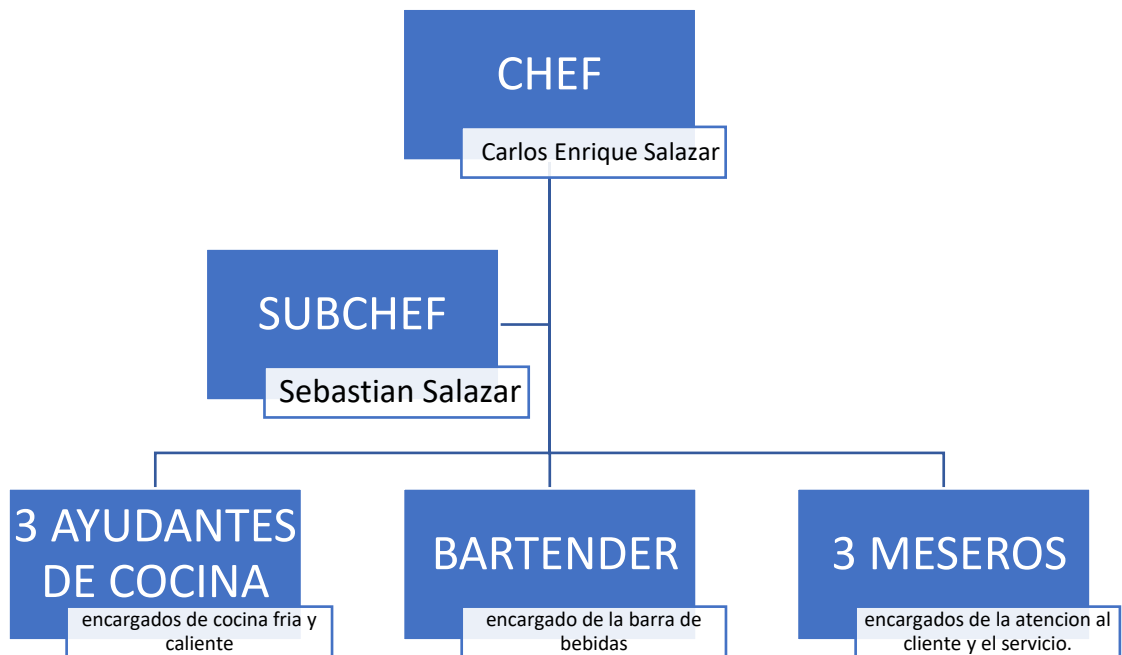 CHEF
Carlos Enrique Salazar
SUBCHEF
Sebastian Salazar
3 AYUDANTES
DE COCINA
encargados de cocina fria y
caliente
BARTENDER
encargado de la barra de
bebidas
3 MESEROS
encargados de la atencion al
cliente y el servicio.